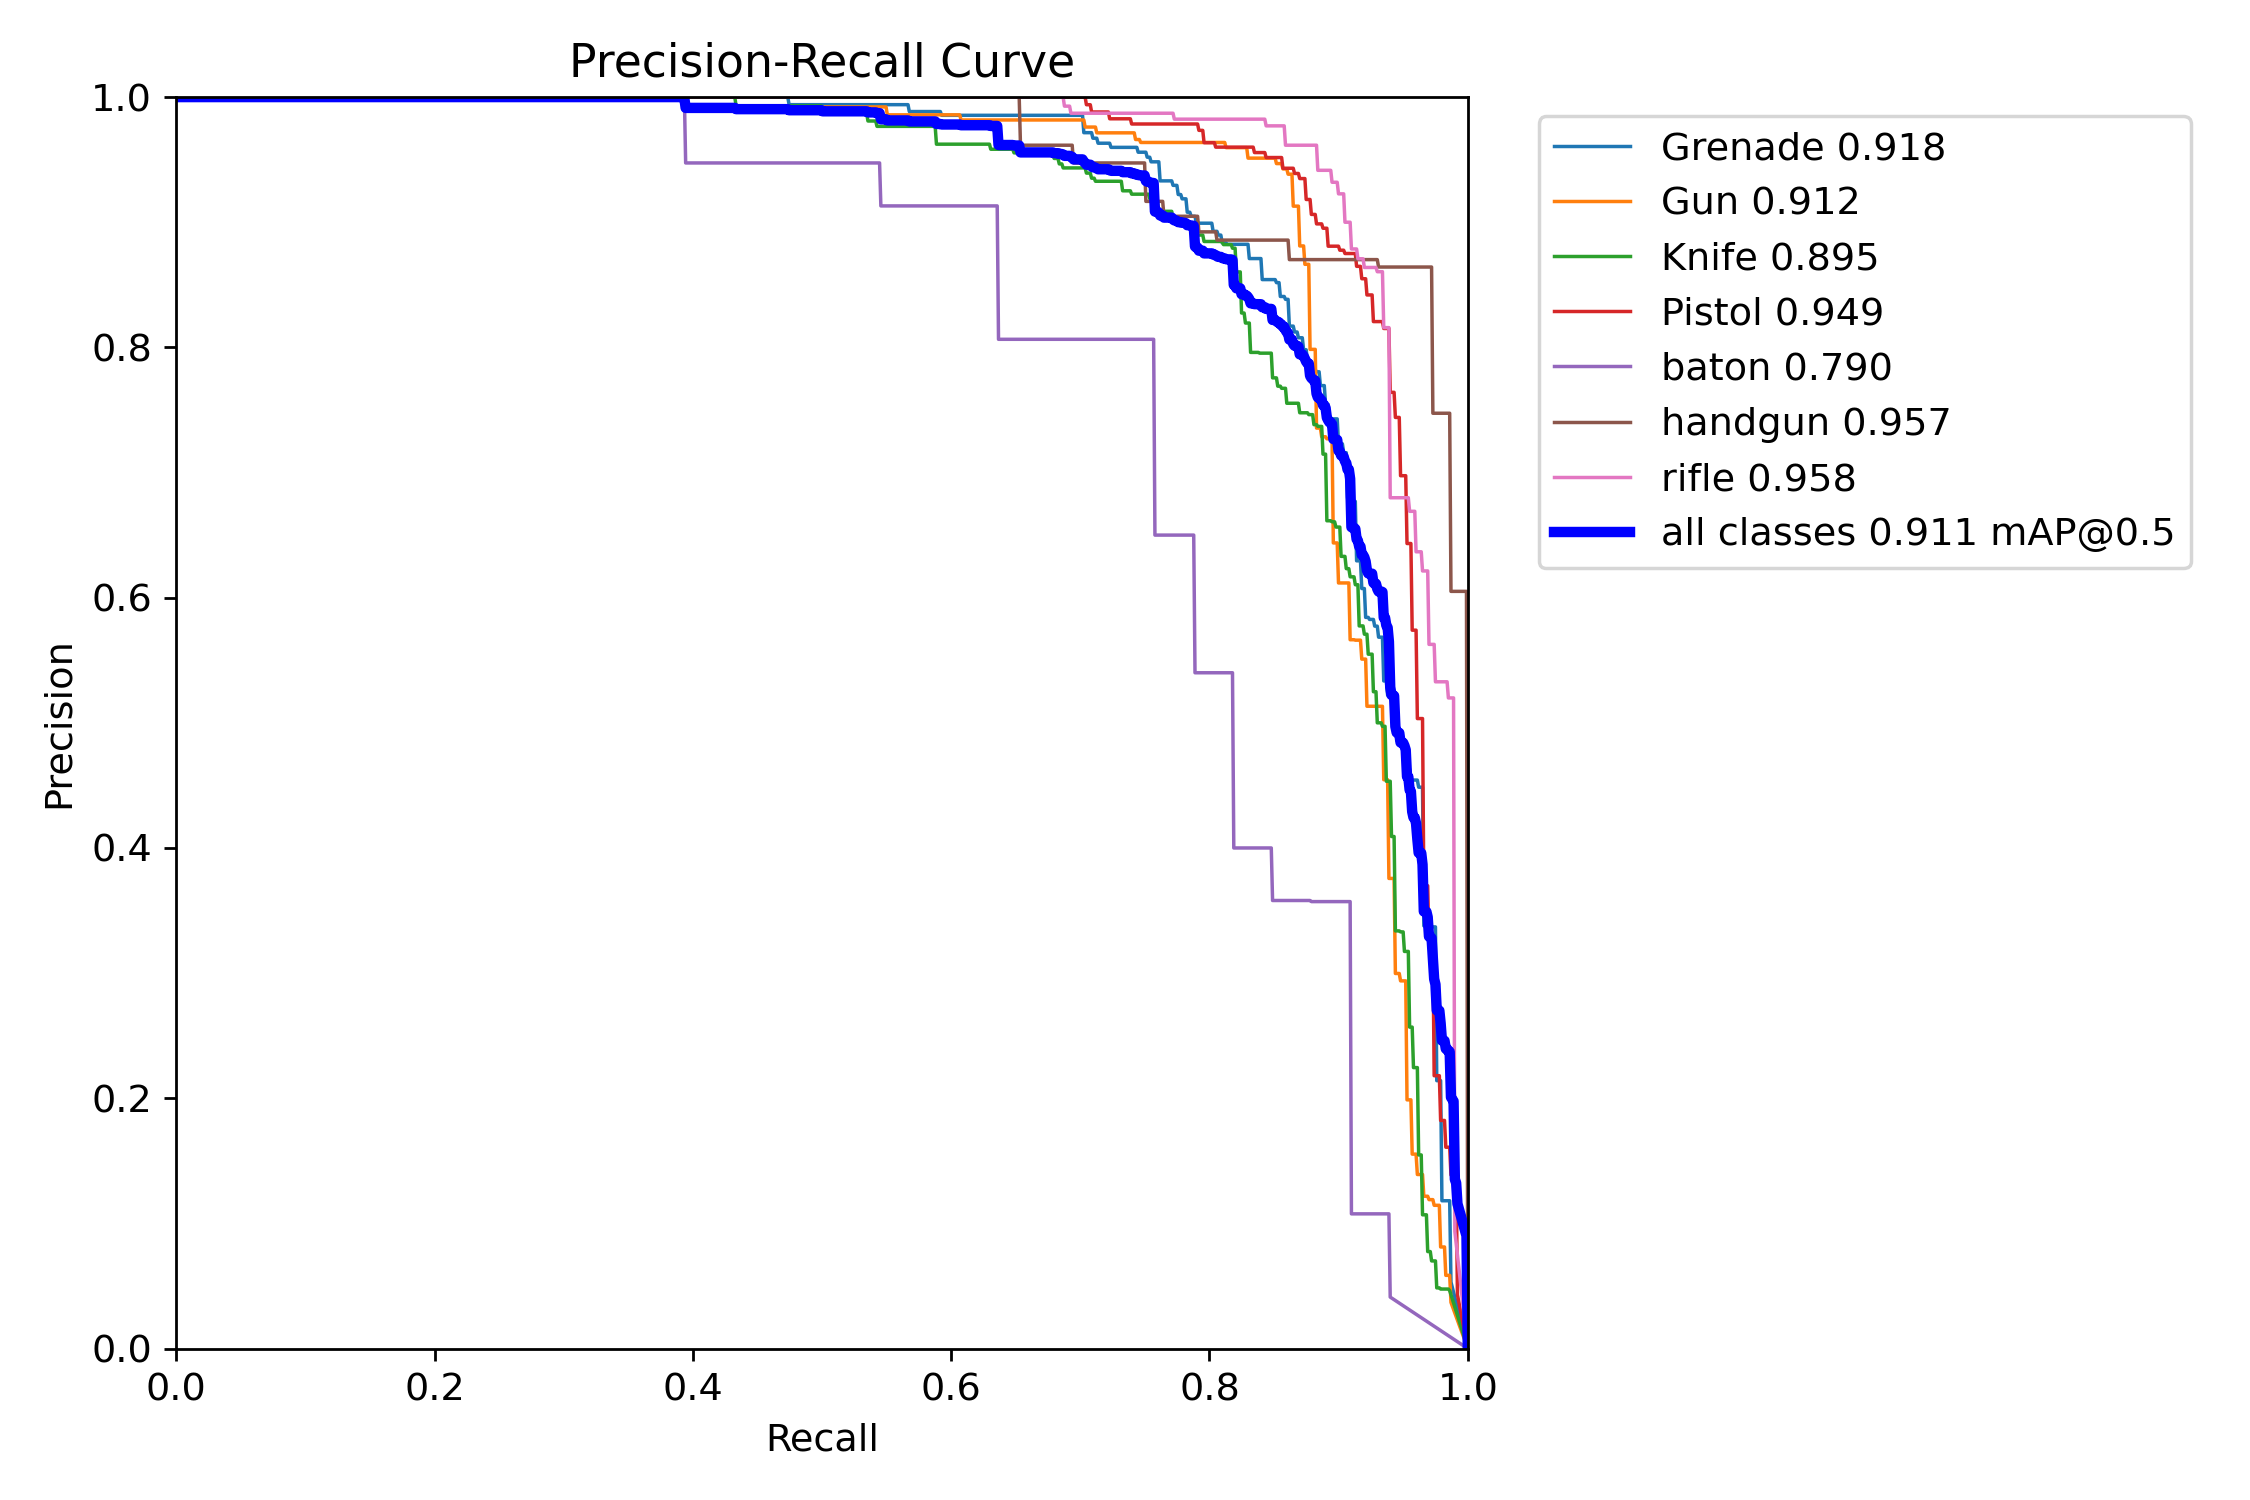 Precision-Recall Curve
1.0
0.8
0.6
0.4
0.2
0.0
Precision
0.0 0.2 0.4 0.6 0.8 1.0
Recall
Grenade 0.918
Gun 0.912
Knife 0.895
Pistol 0.949
baton 0.790
handgun 0.957
rifle 0.958
all classes 0.911 mAP@0.5